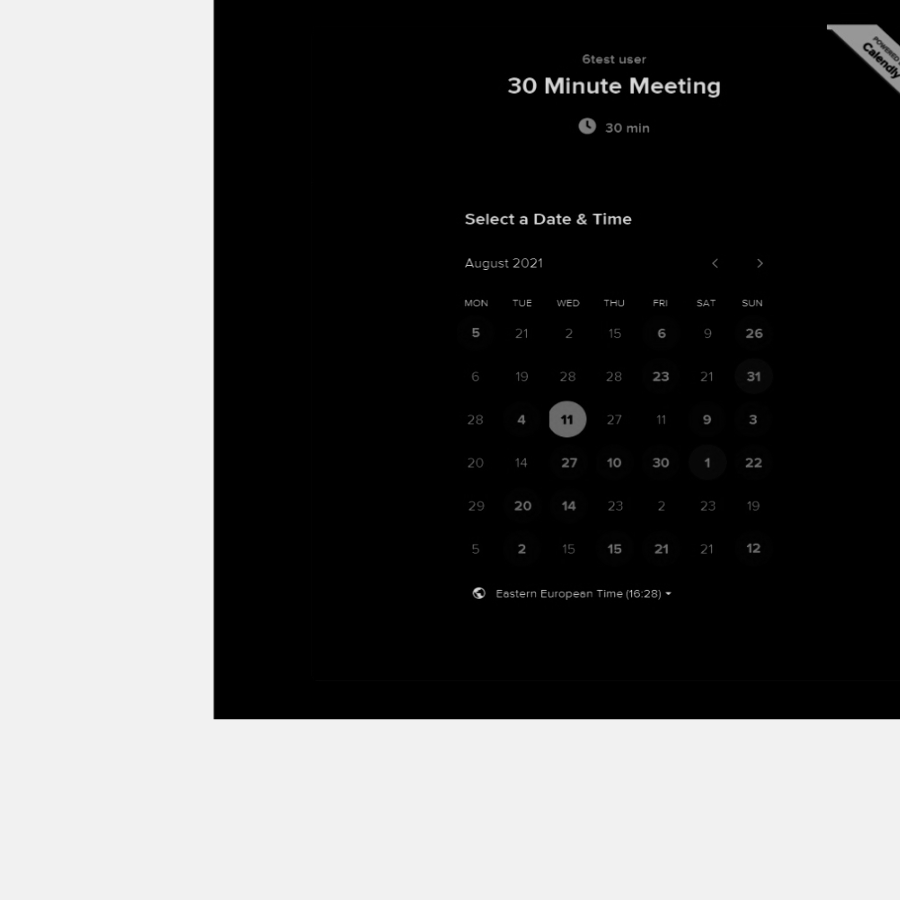 POWERED
Calendly
6test user
30 Minute Meeting
30 min
Select a Date & Time
August 2021
MON TUE WED THU FRI SAT SUN
5 21 2 15 6 9 26
6 19 28 28 23 21 31
28 4 11 27 11 9 3
20 14 27 10 30 1 22
29 20 14 23 2 23 19
5 2 15 15 21 21 12
Eastern European Time (16:28)